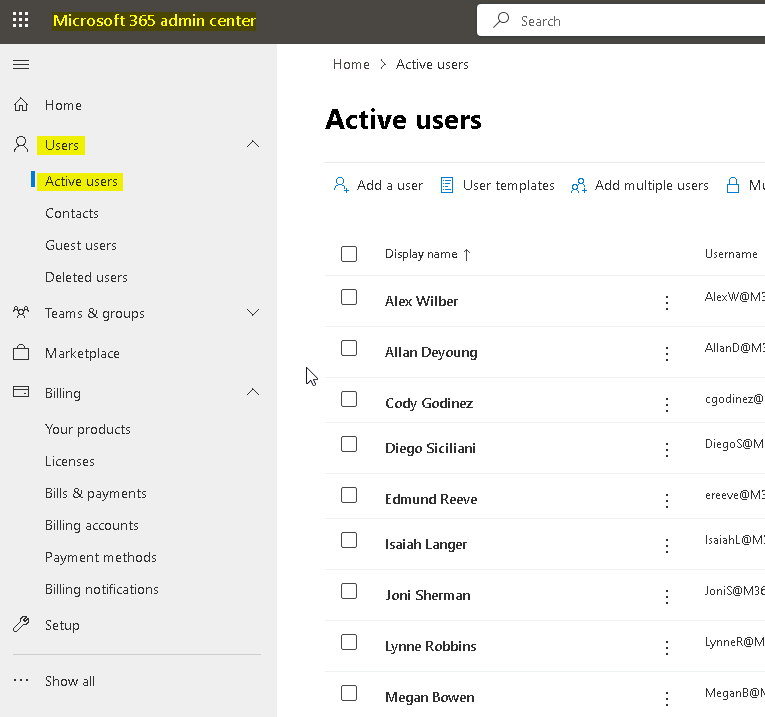 Microsoft 365 admin center
Search
Home
Users
Active users
Contacts
Guest users
Deleted users
Teams & groups
Marketplace
Billing
Your products
Licenses
Bills & payments
Billing accounts
Payment methods
Billing notifications
Setup
Show all
Home > Active users
Active users
Add a user User templates Add multiple users Mu
Display name ↑ Username
Alex Wilber AlexW@M3
Allan Deyoung AllanD@M3
Cody Godinez cgodinez@
Diego Siciliani DiegoS@M
Edmund Reeve ereeve@M3
Isaiah Langer IsaiahL@M3
Joni Sherman JoniS@M36
Lynne Robbins LynneR@M
Megan Bowen MeganB@M